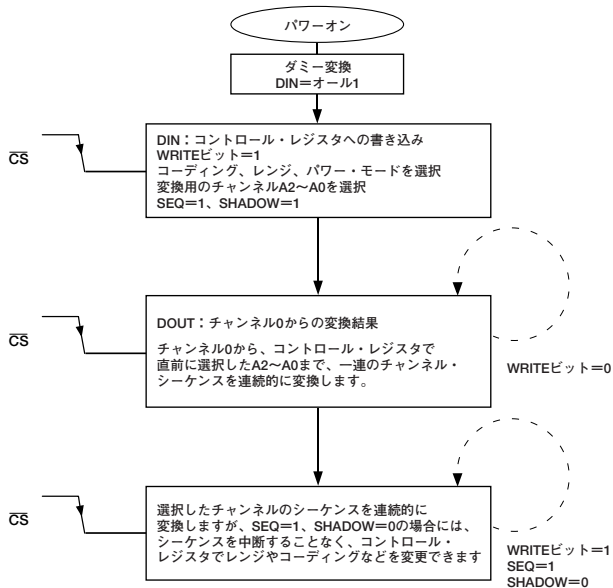 パワーオン
ダミー変換
DIN＝オール1
CS
DIN：コントロール・レジスタへの書き込み
WRITEビット＝1
コーディング、レンジ、パワー・モードを選択
変換用のチャンネルA2～A0を選択
SEQ＝1、SHADOW＝1
CS
DOUT：チャンネル0からの変換結果
チャンネル0から、コントロール・レジスタで
直前に選択したA2～A0まで、一連のチャンネル・
シーケンスを連続的に変換します。
WRITEビット＝0
CS
選択したチャンネルのシーケンスを連続的に
変換しますが、SEQ＝1、SHADOW＝0の場合には、
シーケンスを中断することなく、コントロール・
レジスタでレンジやコーディングなどを変更できます
WRITEビット＝1
SEQ＝1
SHADOW＝0